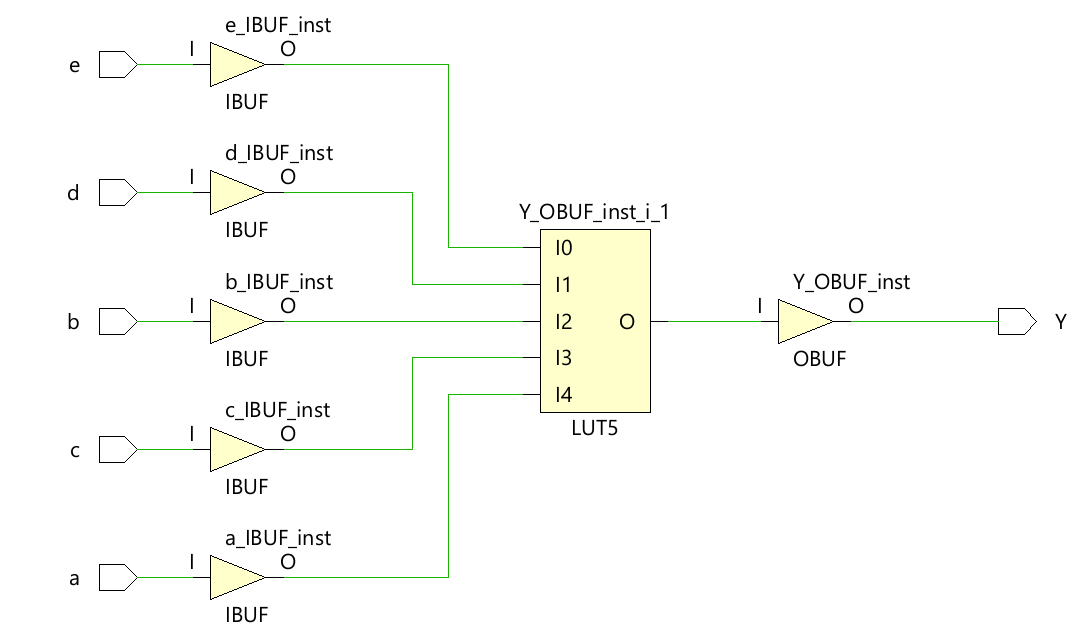 e_IBUF_inst
e
I
O
IBUF
d_IBUF_inst
d
I
O
IBUF
b_IBUF_inst
b
I
O
IBUF
c_IBUF_inst
c
I
O
IBUF
a_IBUF_inst
a
I
O
IBUF
Y_OBUF_inst_i_1
I0
I1
I2
I3
I4
O
LUT5
Y_OBUF_inst
I
O
OBUF
Y